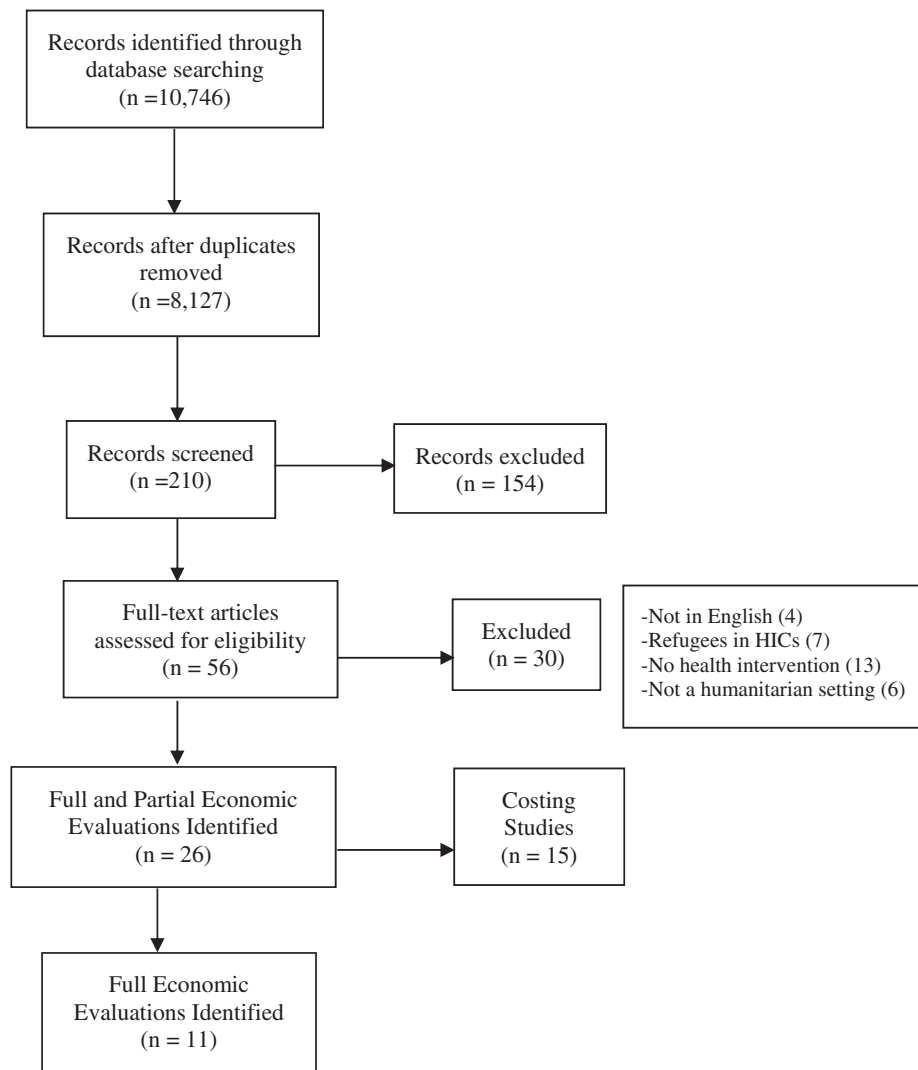 Records identified through
database searching
(n =10,746)
Records after duplicates
removed
(n =8,127)
Records screened
(n =210)
Records excluded
(n = 154)
Full-text articles
assessed for eligibility
(n = 56)
Excluded
(n = 30)
-Not in English (4)
-Refugees in HICs (7)
-No health intervention (13)
-Not a humanitarian setting (6)
Full and Partial Economic
Evaluations Identified
(n = 26)
Costing
Studies
(n = 15)
Full Economic
Evaluations Identified
(n = 11)